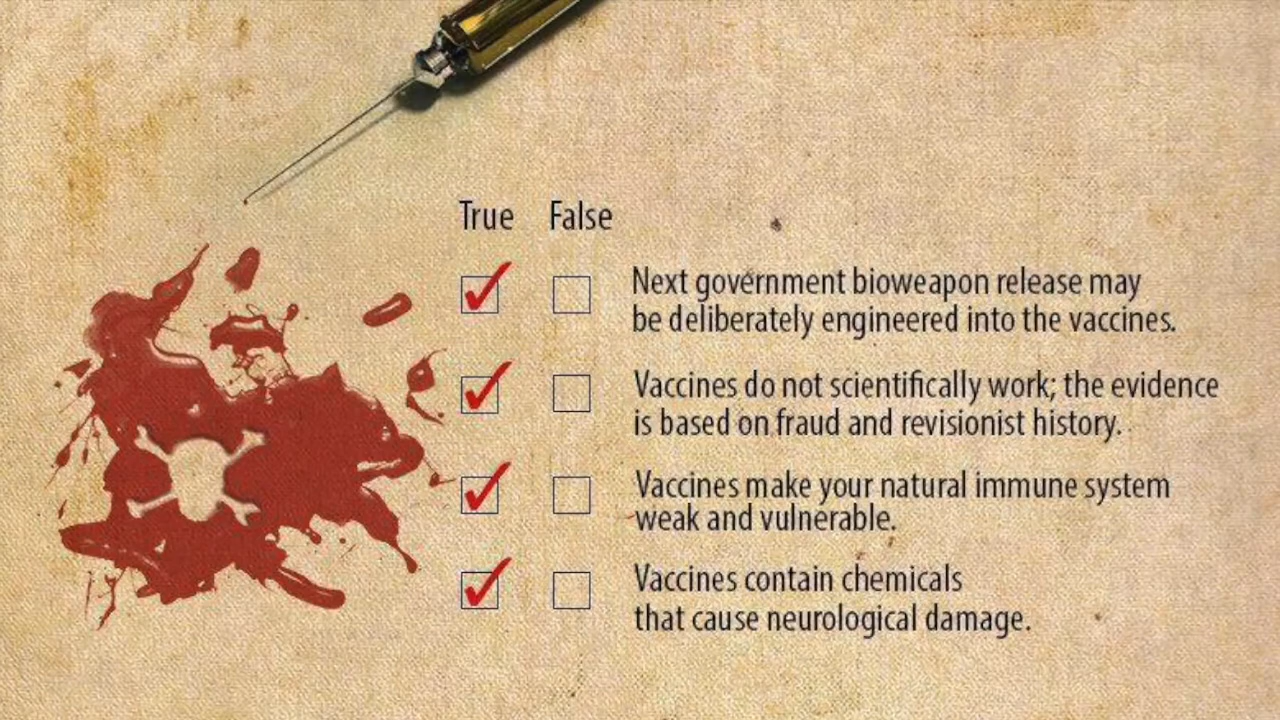 True False
Next government bioweapon release may
be deliberately engineered into the vaccines.
Vaccines do not scientifically work; the evidence
is based on fraud and revisionist history.
Vaccines make your natural immune system
weak and vulnerable.
Vaccines contain chemicals
that cause neurological damage.